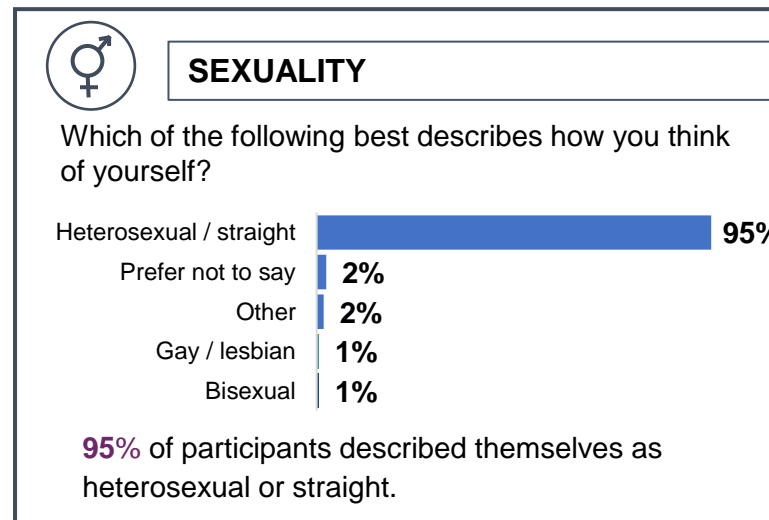 SEXUALITY
Which of the following best describes how you think
of yourself?
Heterosexual / straight 95%
Prefer not to say 2%
Other 2%
Gay / lesbian 1%
Bisexual 1%
95% of participants described themselves as
heterosexual or straight.